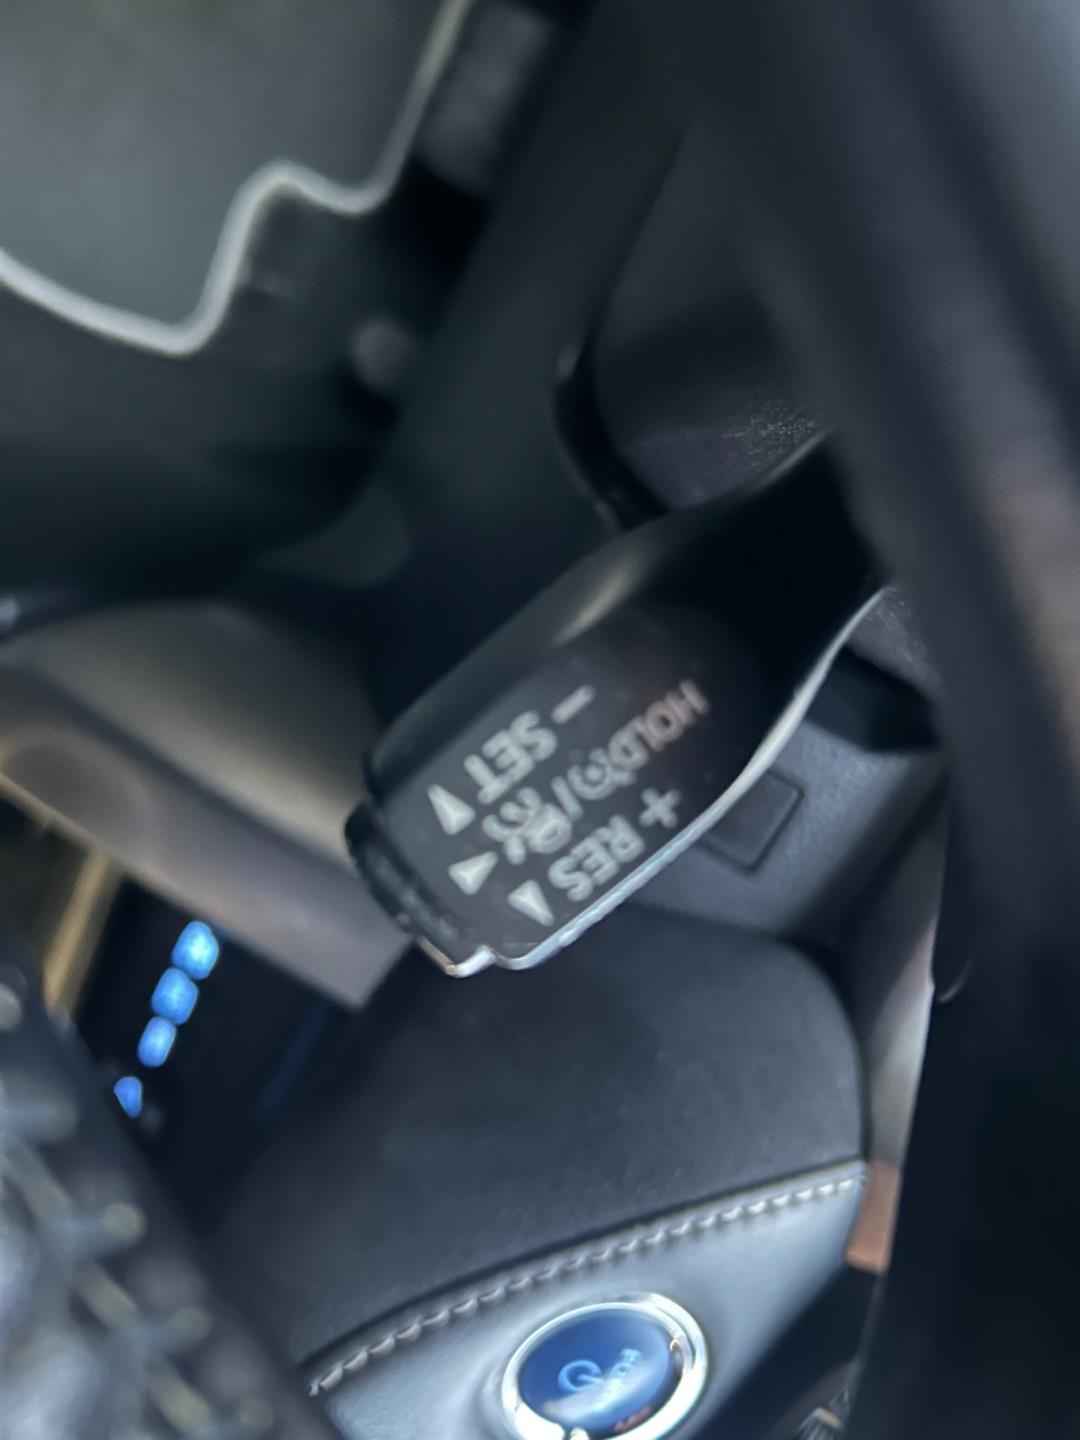 − SET
HOLD
+ RES